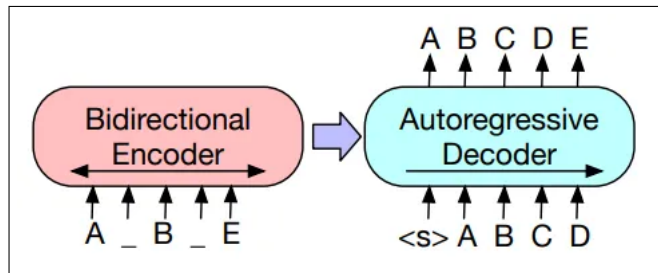 A B C D E
Bidirectional
Encoder
Autoregressive
Decoder
A _ B _ E
<s> A B C D